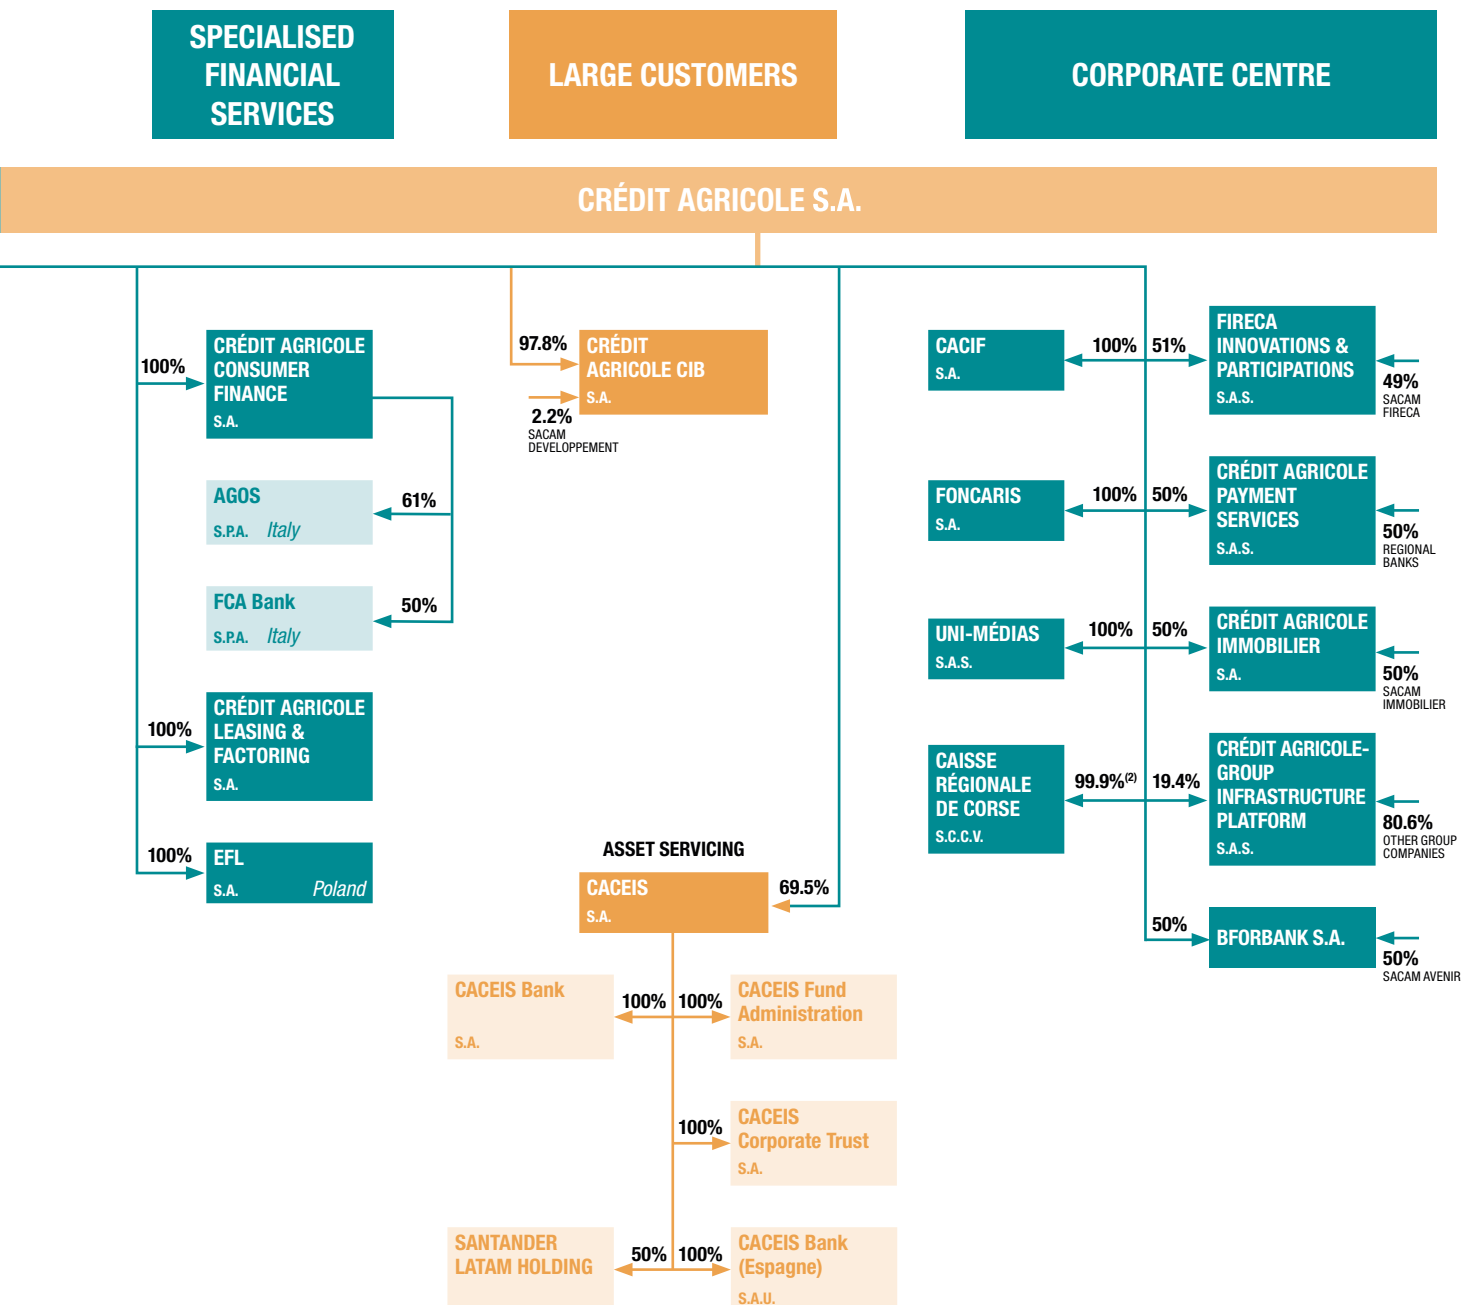 SPECIALISED
FINANCIAL
SERVICES
LARGE CUSTOMERS
CORPORATE CENTRE
CRÉDIT AGRICOLE S.A.
100%
CRÉDIT AGRICOLE
CONSUMER
FINANCE
S.A.
AGOS
S.P.A. Italy
61%
FCA Bank
S.P.A. Italy
50%
100%
CRÉDIT AGRICOLE
LEASING &
FACTORING
S.A.
100%
EFL
S.A. Poland
97.8%
CRÉDIT
AGRICOLE CIB
S.A.
2.2%
SACAM
DEVELOPPEMENT
ASSET SERVICING
CACEIS
S.A.
69.5%
CACEIS Bank
S.A.
100% 100%
CACEIS Fund
Administration
S.A.
100%
CACEIS
Corporate Trust
S.A.
SANTANDER
LATAM HOLDING
50% 100%
CACEIS Bank
(Espagne)
S.A.U.
CACIF
S.A.
100% 51%
FIRECA
INNOVATIONS &
PARTICIPATIONS
S.A.S.
49%
SACAM
FIRECA
FONCARIS
S.A.
100% 50%
CRÉDIT AGRICOLE
PAYMENT
SERVICES
S.A.S.
50%
REGIONAL
BANKS
UNI-MÉDIAS
S.A.S.
100% 50%
CRÉDIT AGRICOLE
IMMOBILIER
S.A.
50%
SACAM
IMMOBILIER
CAISSE
RÉGIONALE
DE CORSE
S.C.C.V.
99.9%(2) 19.4%
CRÉDIT AGRICOLE-
GROUP
INFRASTRUCTURE
PLATFORM
S.A.S.
80.6%
OTHER GROUP
COMPANIES
50%
BFORBANK S.A.
50%
SACAM AVENIR